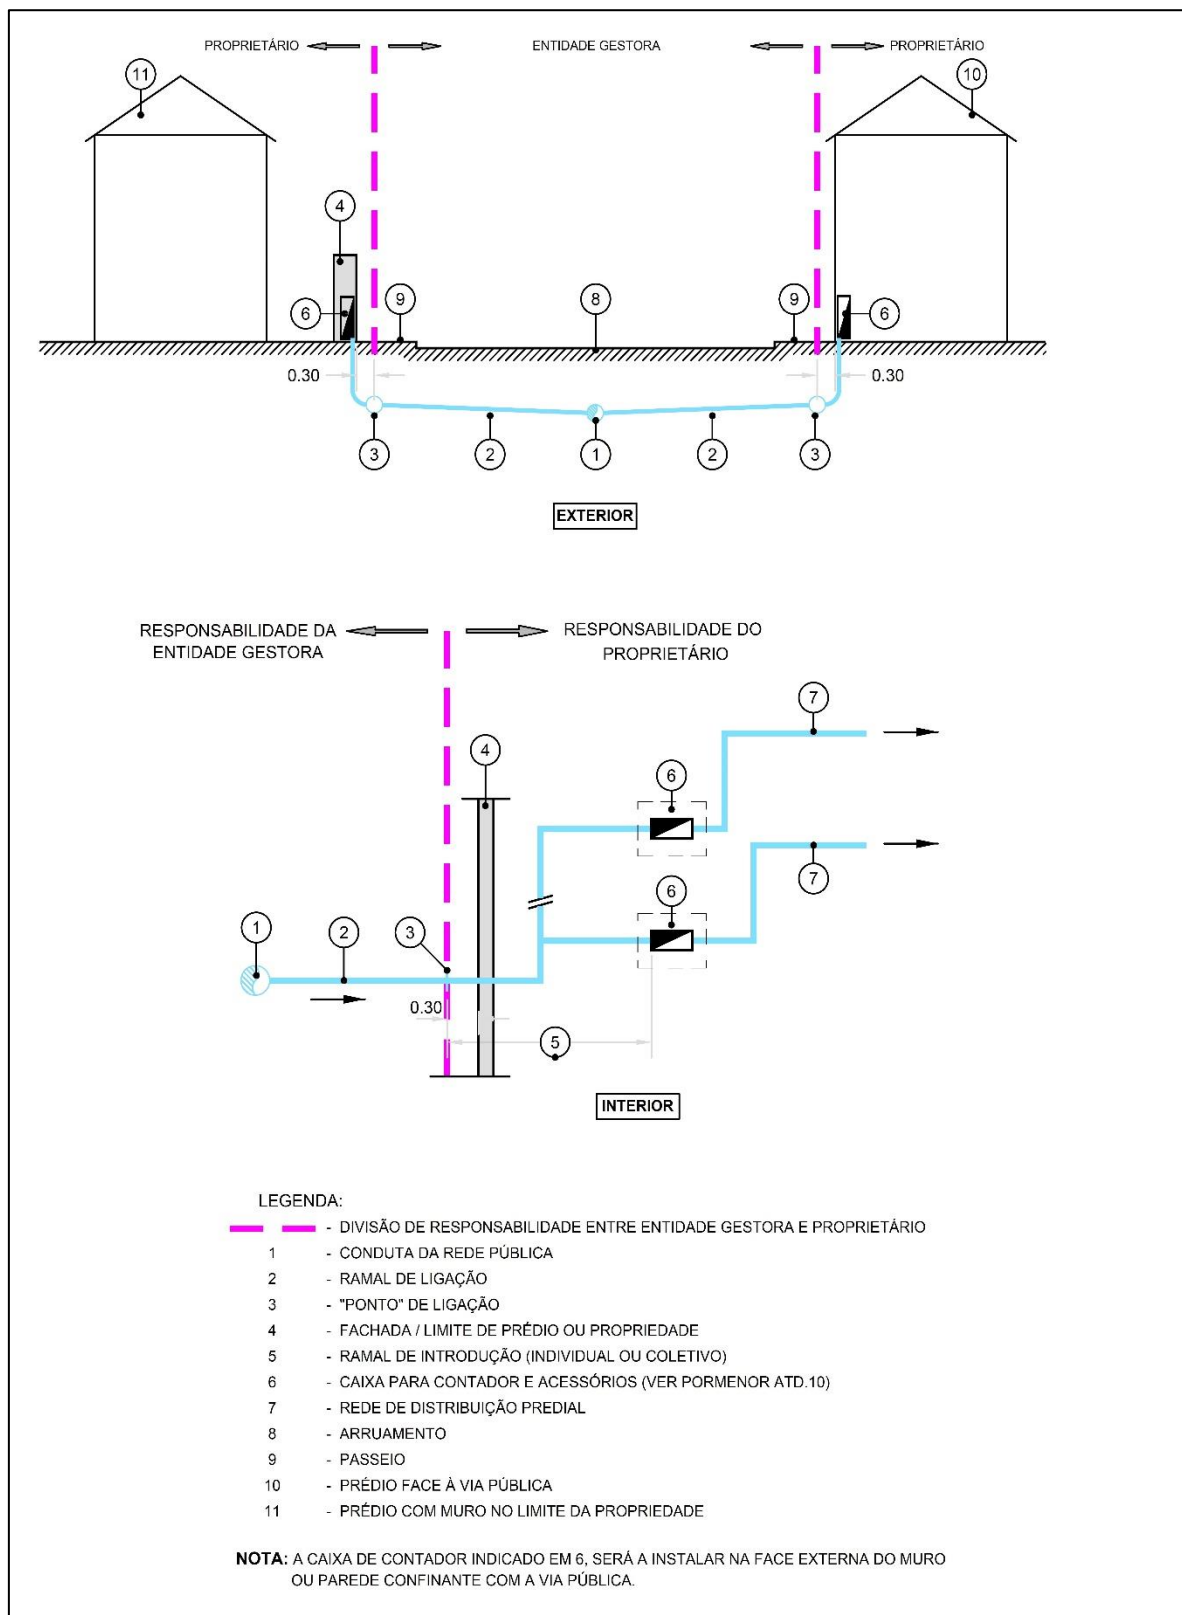 PROPRIETÁRIO ENTIDADE GESTORA PROPRIETÁRIO
11 10
4
6 9 8 9 6
0.30 0.30
3 2 1 2 3
EXTERIOR
RESPONSABILIDADE DA
ENTIDADE GESTORA
RESPONSABILIDADE DO
PROPRIETÁRIO
7
4
6
7
6
1 2 3
0.30
5
INTERIOR
LEGENDA:
- DIVISÃO DE RESPONSABILIDADE ENTRE ENTIDADE GESTORA E PROPRIETÁRIO
1 - CONDUTA DA REDE PÚBLICA
2 - RAMAL DE LIGAÇÃO
3 - "PONTO" DE LIGAÇÃO
4 - FACHADA / LIMITE DE PRÉDIO OU PROPRIEDADE
5 - RAMAL DE INTRODUÇÃO (INDIVIDUAL OU COLETIVO)
6 - CAIXA PARA CONTADOR E ACESSÓRIOS (VER PORMENOR ATD.10)
7 - REDE DE DISTRIBUIÇÃO PREDIAL
8 - ARRUAMENTO
9 - PASSEIO
10 - PRÉDIO FACE À VIA PÚBLICA
11 - PRÉDIO COM MURO NO LIMITE DA PROPRIEDADE
NOTA: A CAIXA DE CONTADOR INDICADO EM 6, SERÁ A INSTALAR NA FACE EXTERNA DO MURO
OU PAREDE CONFINANTE COM A VIA PÚBLICA.